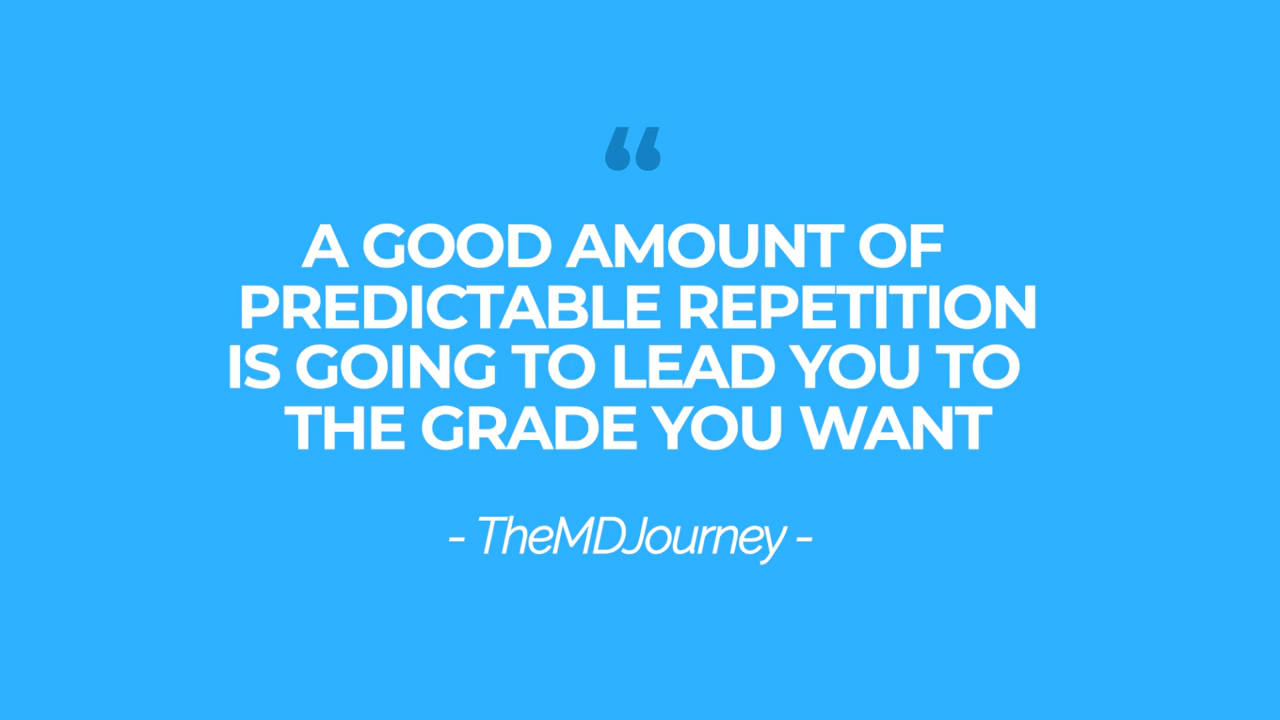 “
A GOOD AMOUNT OF
PREDICTABLE REPETITION
IS GOING TO LEAD YOU TO
THE GRADE YOU WANT
- TheMDJourney -